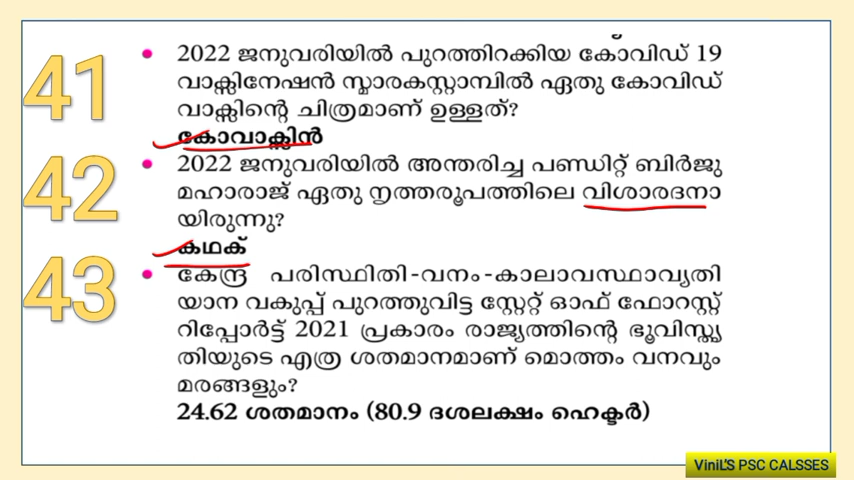 41
2022 ജനുവരിയിൽ പുറത്തിറക്കിയ കോവിഡ് 19
വാക്സിനേഷൻ സ്മാരകസ്റ്റാമ്പിൽ ഏതു കോവിഡ്
വാക്സിന്റെ ചിത്രമാണ് ഉള്ളത്?
കോവാക്സിൻ
42
2022 ജനുവരിയിൽ അന്തരിച്ച പണ്ഡിറ്റ് ബിർജു
മഹാരാജ് ഏതു നൃത്തരൂപത്തിലെ വിശാരദനാ
യിരുന്നു?
കഥക്
43
കേന്ദ്ര പരിസ്ഥിതി-വനം-കാലാവസ്ഥാവ്യതി
യാന വകുപ്പ് പുറത്തുവിട്ട സ്റ്റേറ്റ് ഓഫ് ഫോറസ്റ്റ്
റിപ്പോർട്ട് 2021 പ്രകാരം രാജ്യത്തിന്റെ ഭൂവിസ്തൃ
തിയുടെ എത്ര ശതമാനമാണ് മൊത്തം വനവും
മരങ്ങളും?
24.62 ശതമാനം (80.9 ദശലക്ഷം ഹെക്ടർ)
ViniL'S PSC CALSSES